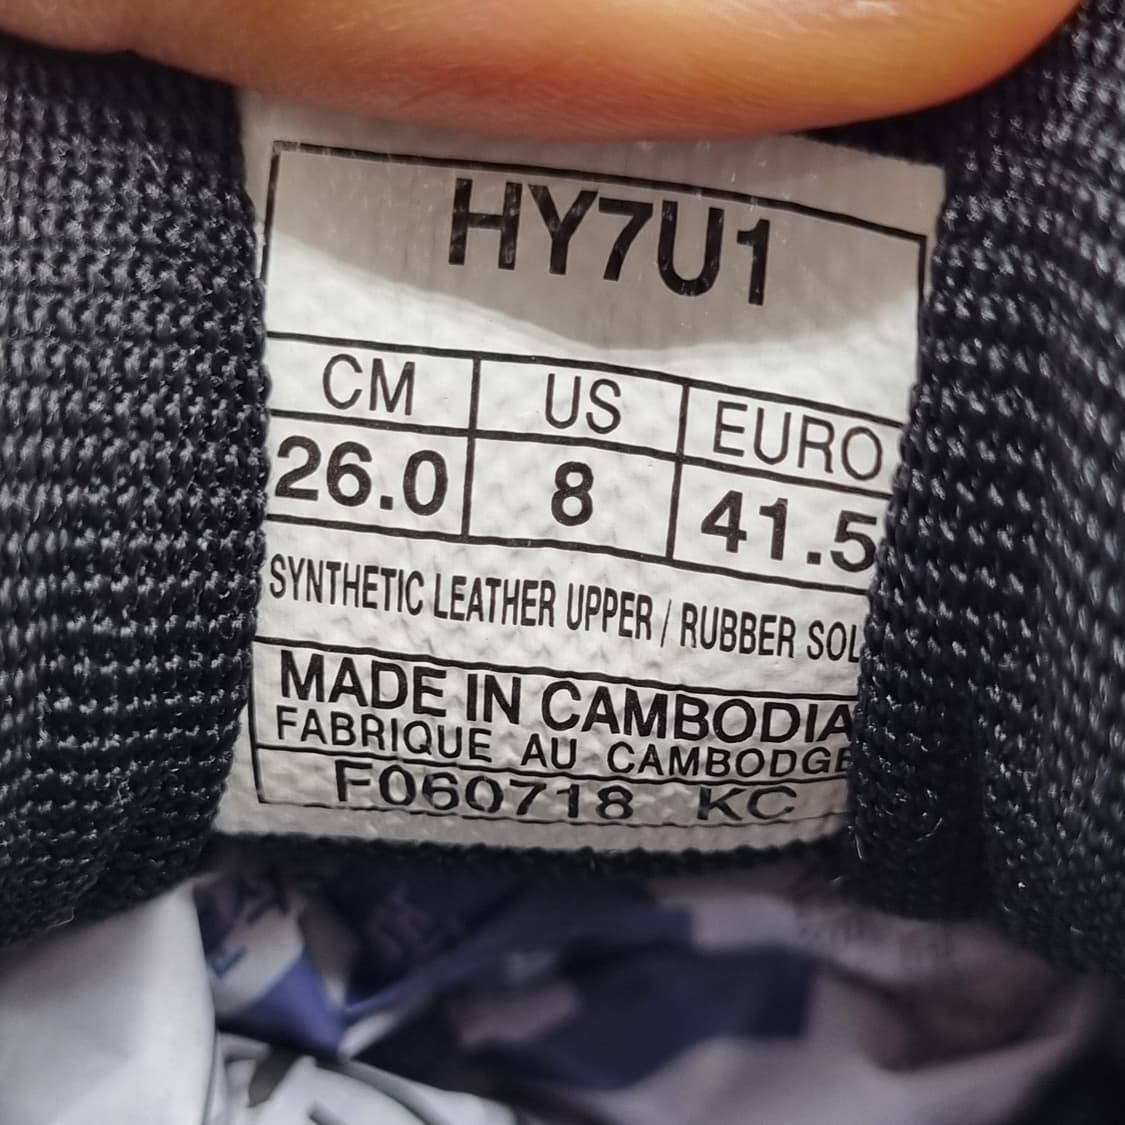 HY7U1
CM US EURO
26.0 8 41.5
SYNTHETIC LEATHER UPPER / RUBBER SOL
MADE IN CAMBODIA
FABRIQUE AU CAMBODGE
F060718 KC